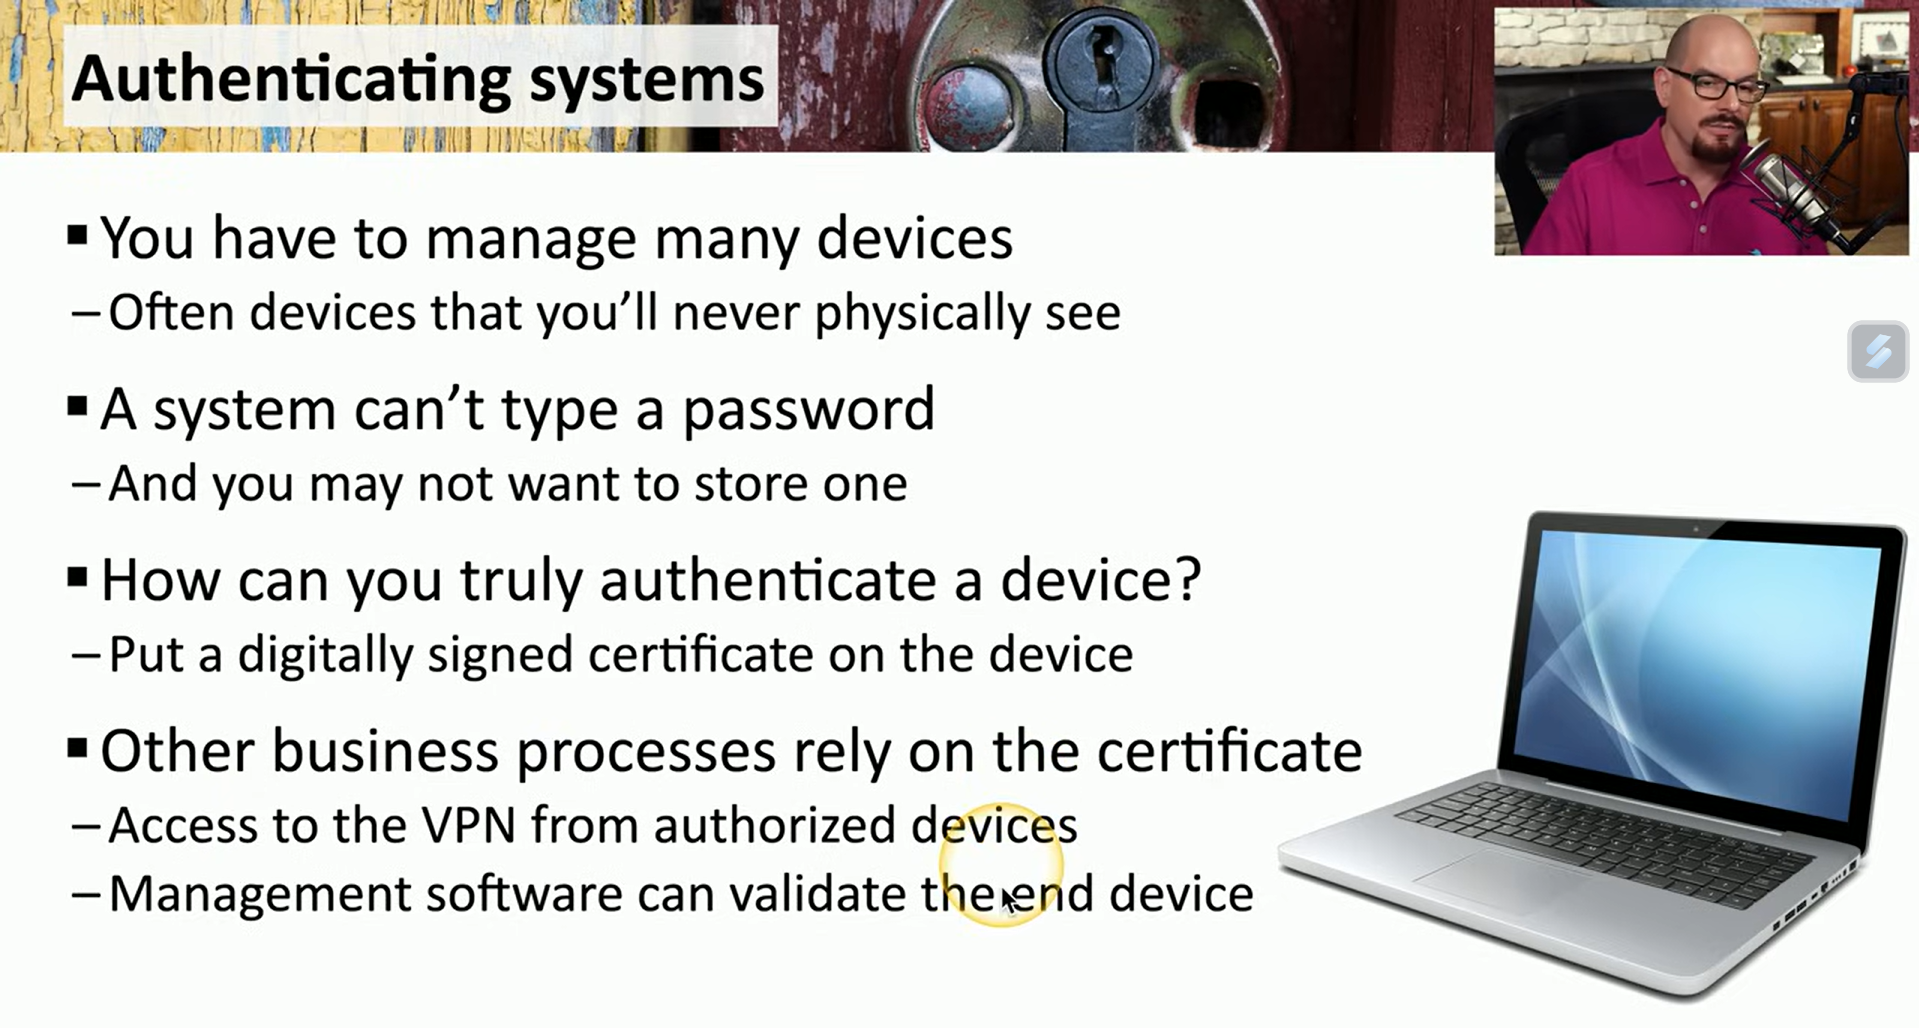 Authenticating systems
▪ You have to manage many devices
– Often devices that you’ll never physically see
▪ A system can’t type a password
– And you may not want to store one
▪ How can you truly authenticate a device?
– Put a digitally signed certificate on the device
▪ Other business processes rely on the certificate
– Access to the VPN from authorized devices
– Management software can validate the end device